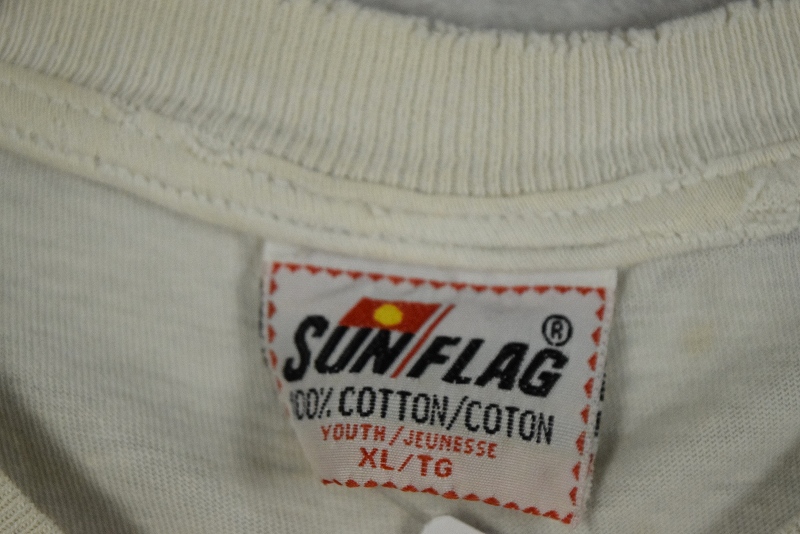 SUN/FLAG ®
100% COTTON/COTON
YOUTH/JEUNESSE
XL/TG